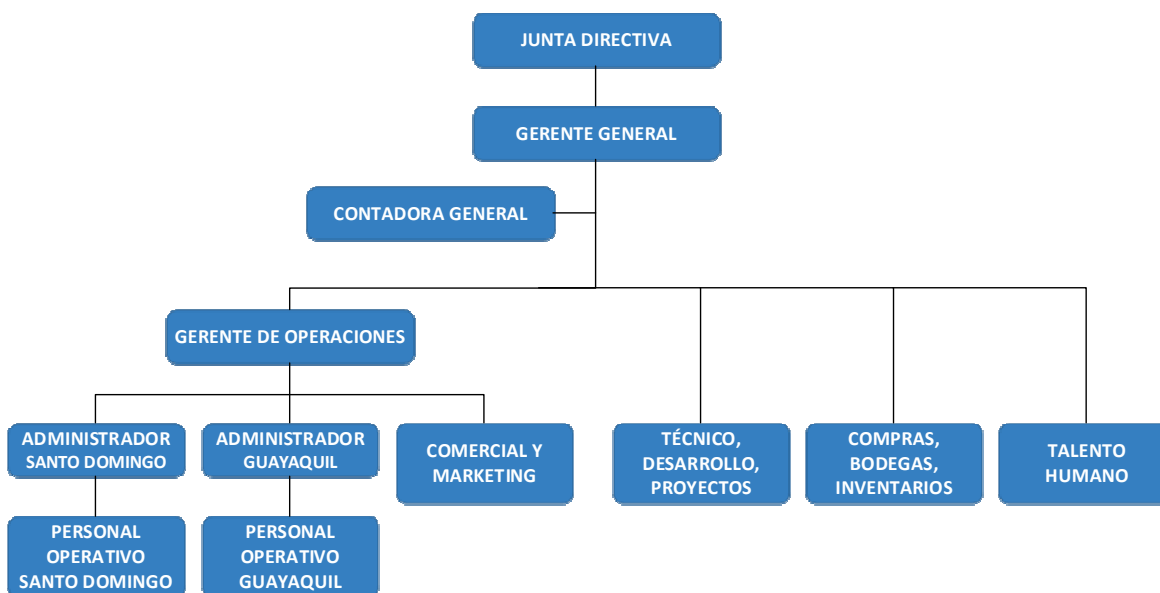 JUNTA DIRECTIVA
GERENTE GENERAL
CONTADORA GENERAL
GERENTE DE OPERACIONES
ADMINISTRADOR
SANTO DOMINGO
ADMINISTRADOR
GUAYAQUIL
COMERCIAL Y
MARKETING
TÉCNICO,
DESARROLLO,
PROYECTOS
COMPRAS,
BODEGAS,
INVENTARIOS
TALENTO
HUMANO
PERSONAL
OPERATIVO
SANTO DOMINGO
PERSONAL
OPERATIVO
GUAYAQUIL